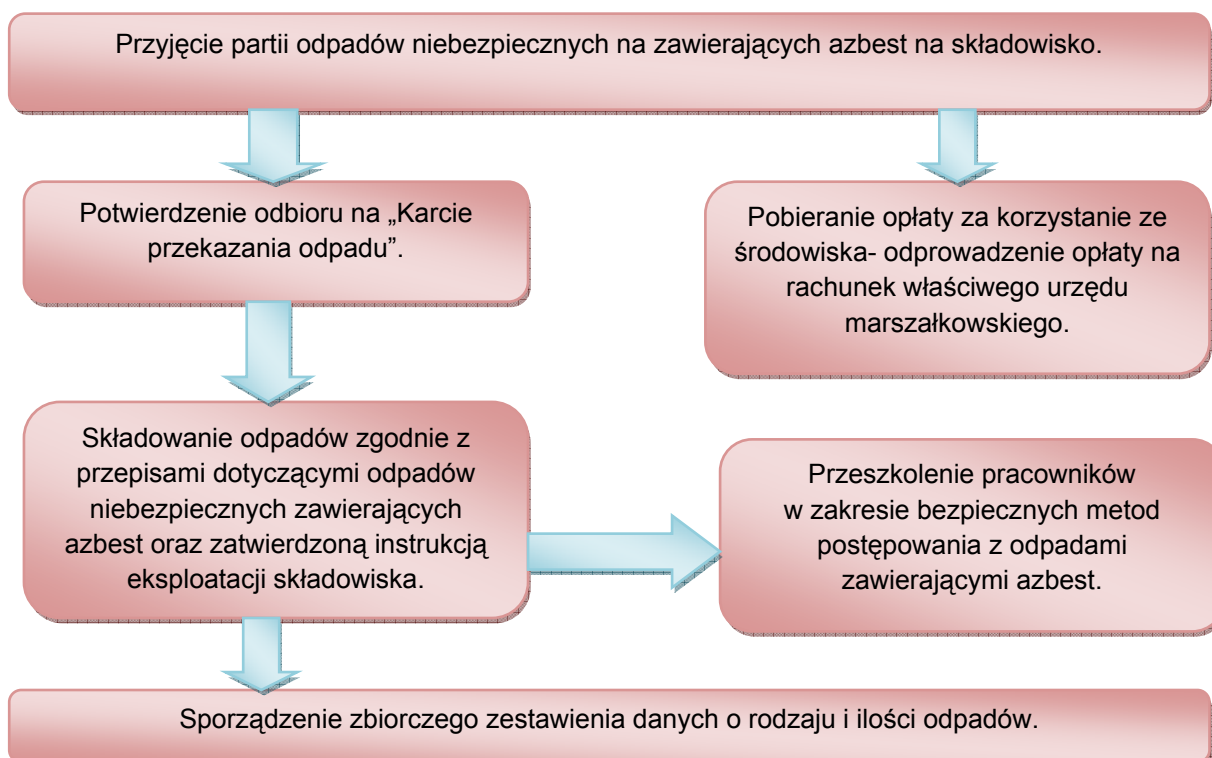 Przyjęcie partii odpadów niebezpiecznych na zawierających azbest na składowisko.
Potwierdzenie odbioru na „Karcie
przekazania odpadu”.
Pobieranie opłaty za korzystanie ze
środowiska- odprowadzenie opłaty na
rachunek właściwego urzędu
marszałkowskiego.
Składowanie odpadów zgodnie z
przepisami dotyczącymi odpadów
niebezpiecznych zawierających
azbest oraz zatwierdzoną instrukcją
eksploatacji składowiska.
Przeszkolenie pracowników
w zakresie bezpiecznych metod
postępowania z odpadami
zawierającymi azbest.
Sporządzenie zbiorczego zestawienia danych o rodzaju i ilości odpadów.